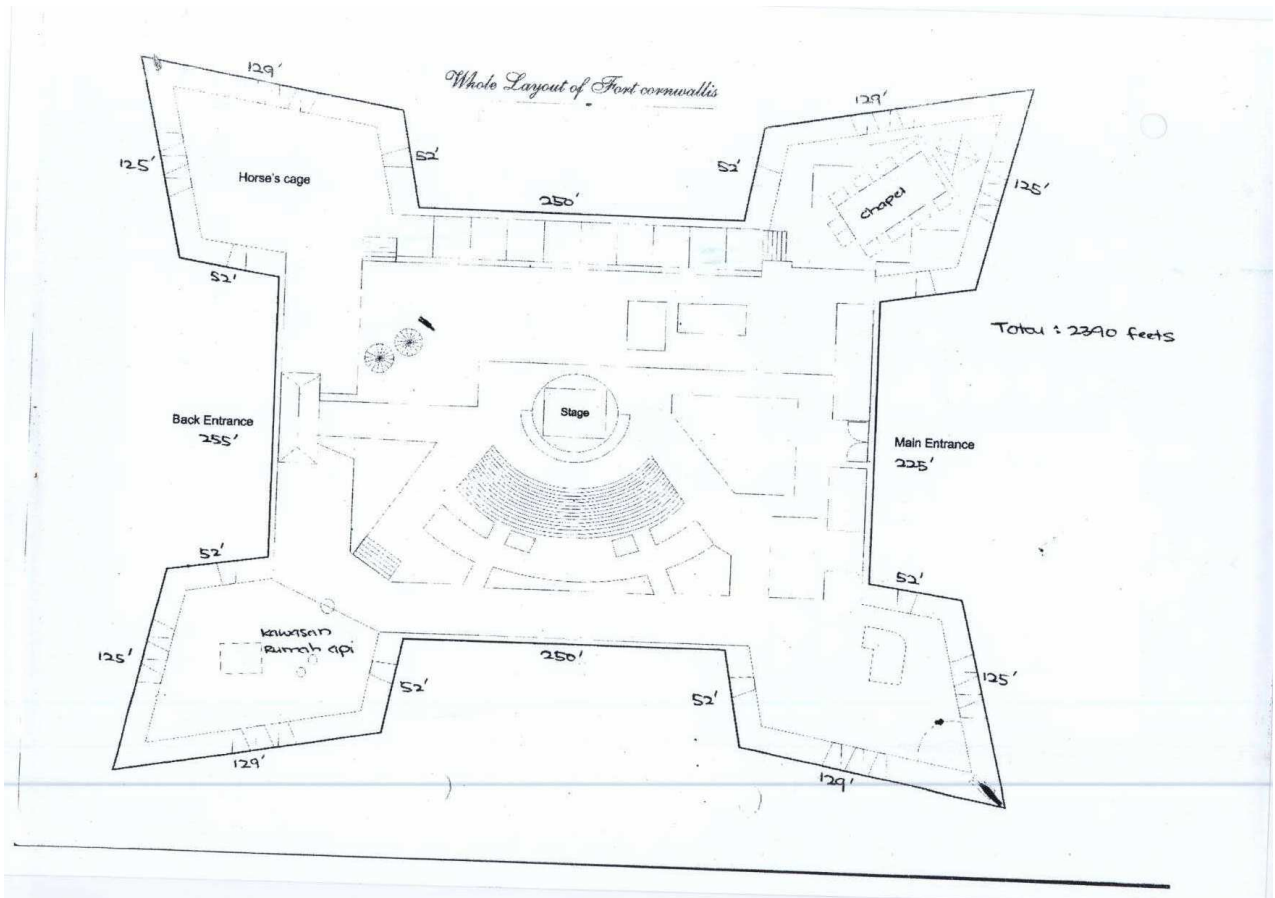 Whole Layout of Fort cornwallis
129'
129'
125'
Horse's cage
52'
52'
chapel
125'
250'
52'
Total : 2390 feets
Stage
Back Entrance
255'
Main Entrance
225'
52'
52'
kawasan
Rumah api
125'
250'
125'
52'
52'
129'
129'